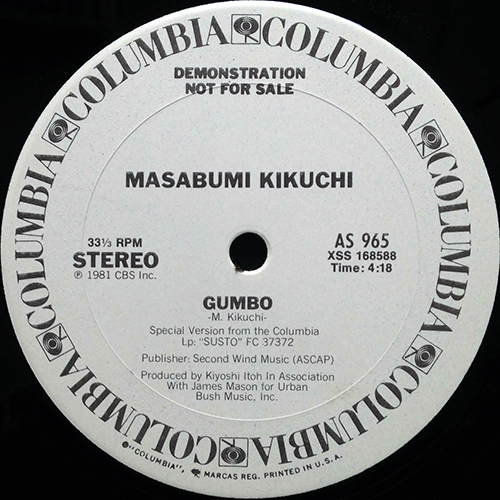 COLUMBIA COLUMBIA COLUMBIA COLUMBIA COLUMBIA COLUMBIA COLUMBIA COLUMBIA
DEMONSTRATION
NOT FOR SALE
MASABUMI KIKUCHI
33⅓ RPM
STEREO
℗ 1981 CBS Inc.
AS 965
XSS 168588
Time: 4:18
GUMBO
-M. Kikuchi-
Special Version from the Columbia
Lp: "SUSTO" FC 37372
Publisher: Second Wind Music (ASCAP)
Produced by Kiyoshi Itoh In Association
With James Mason for Urban
Bush Music, Inc.
"COLUMBIA", MARCAS REG. PRINTED IN U.S.A.